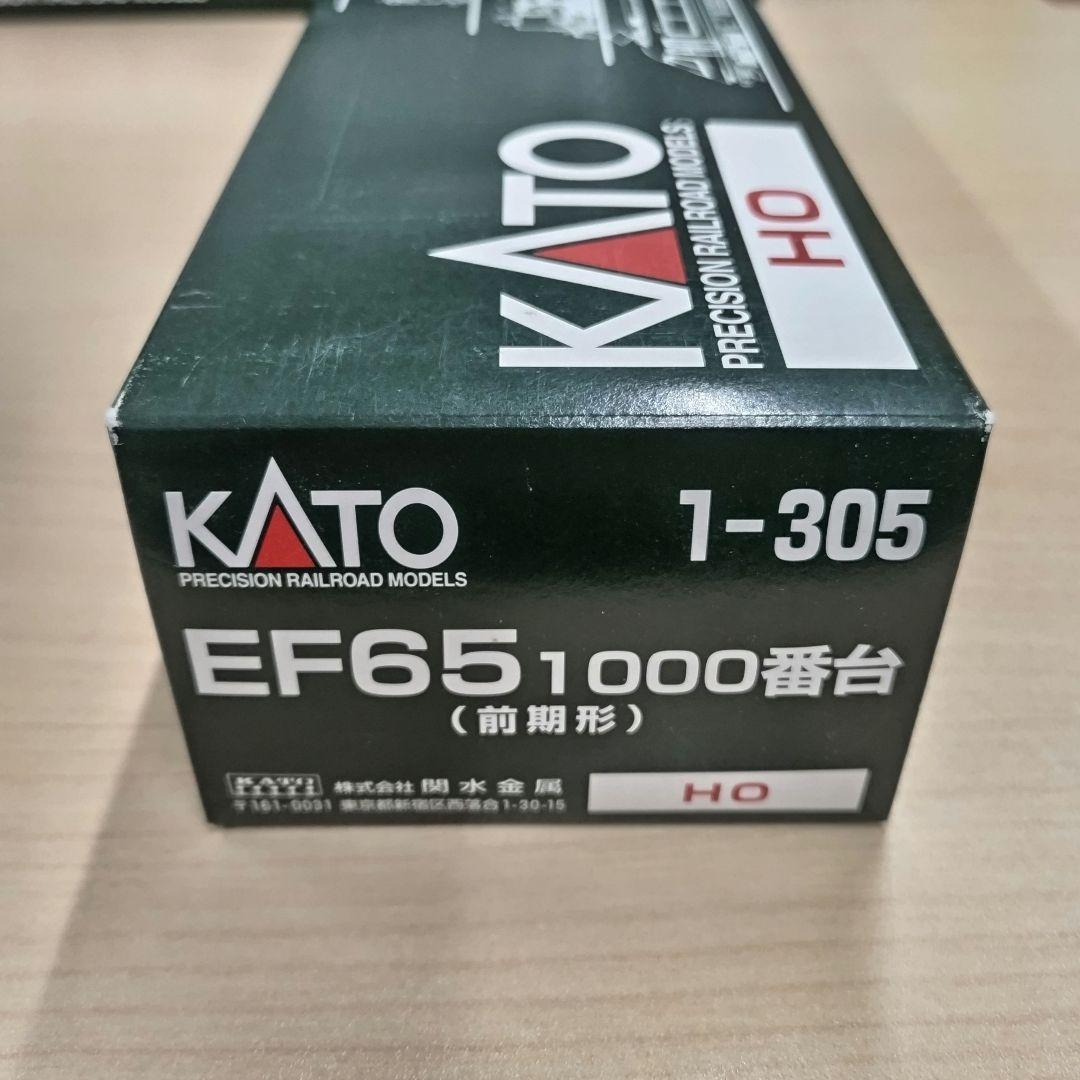 KATO
PRECISION RAILROAD MODELS
HO
KATO
PRECISION RAILROAD MODELS
1-305
EF65 1000番台
(前期形)
KATO
株式会社 関水金属
〒161-0031 東京都新宿区西落合1-30-15
HO